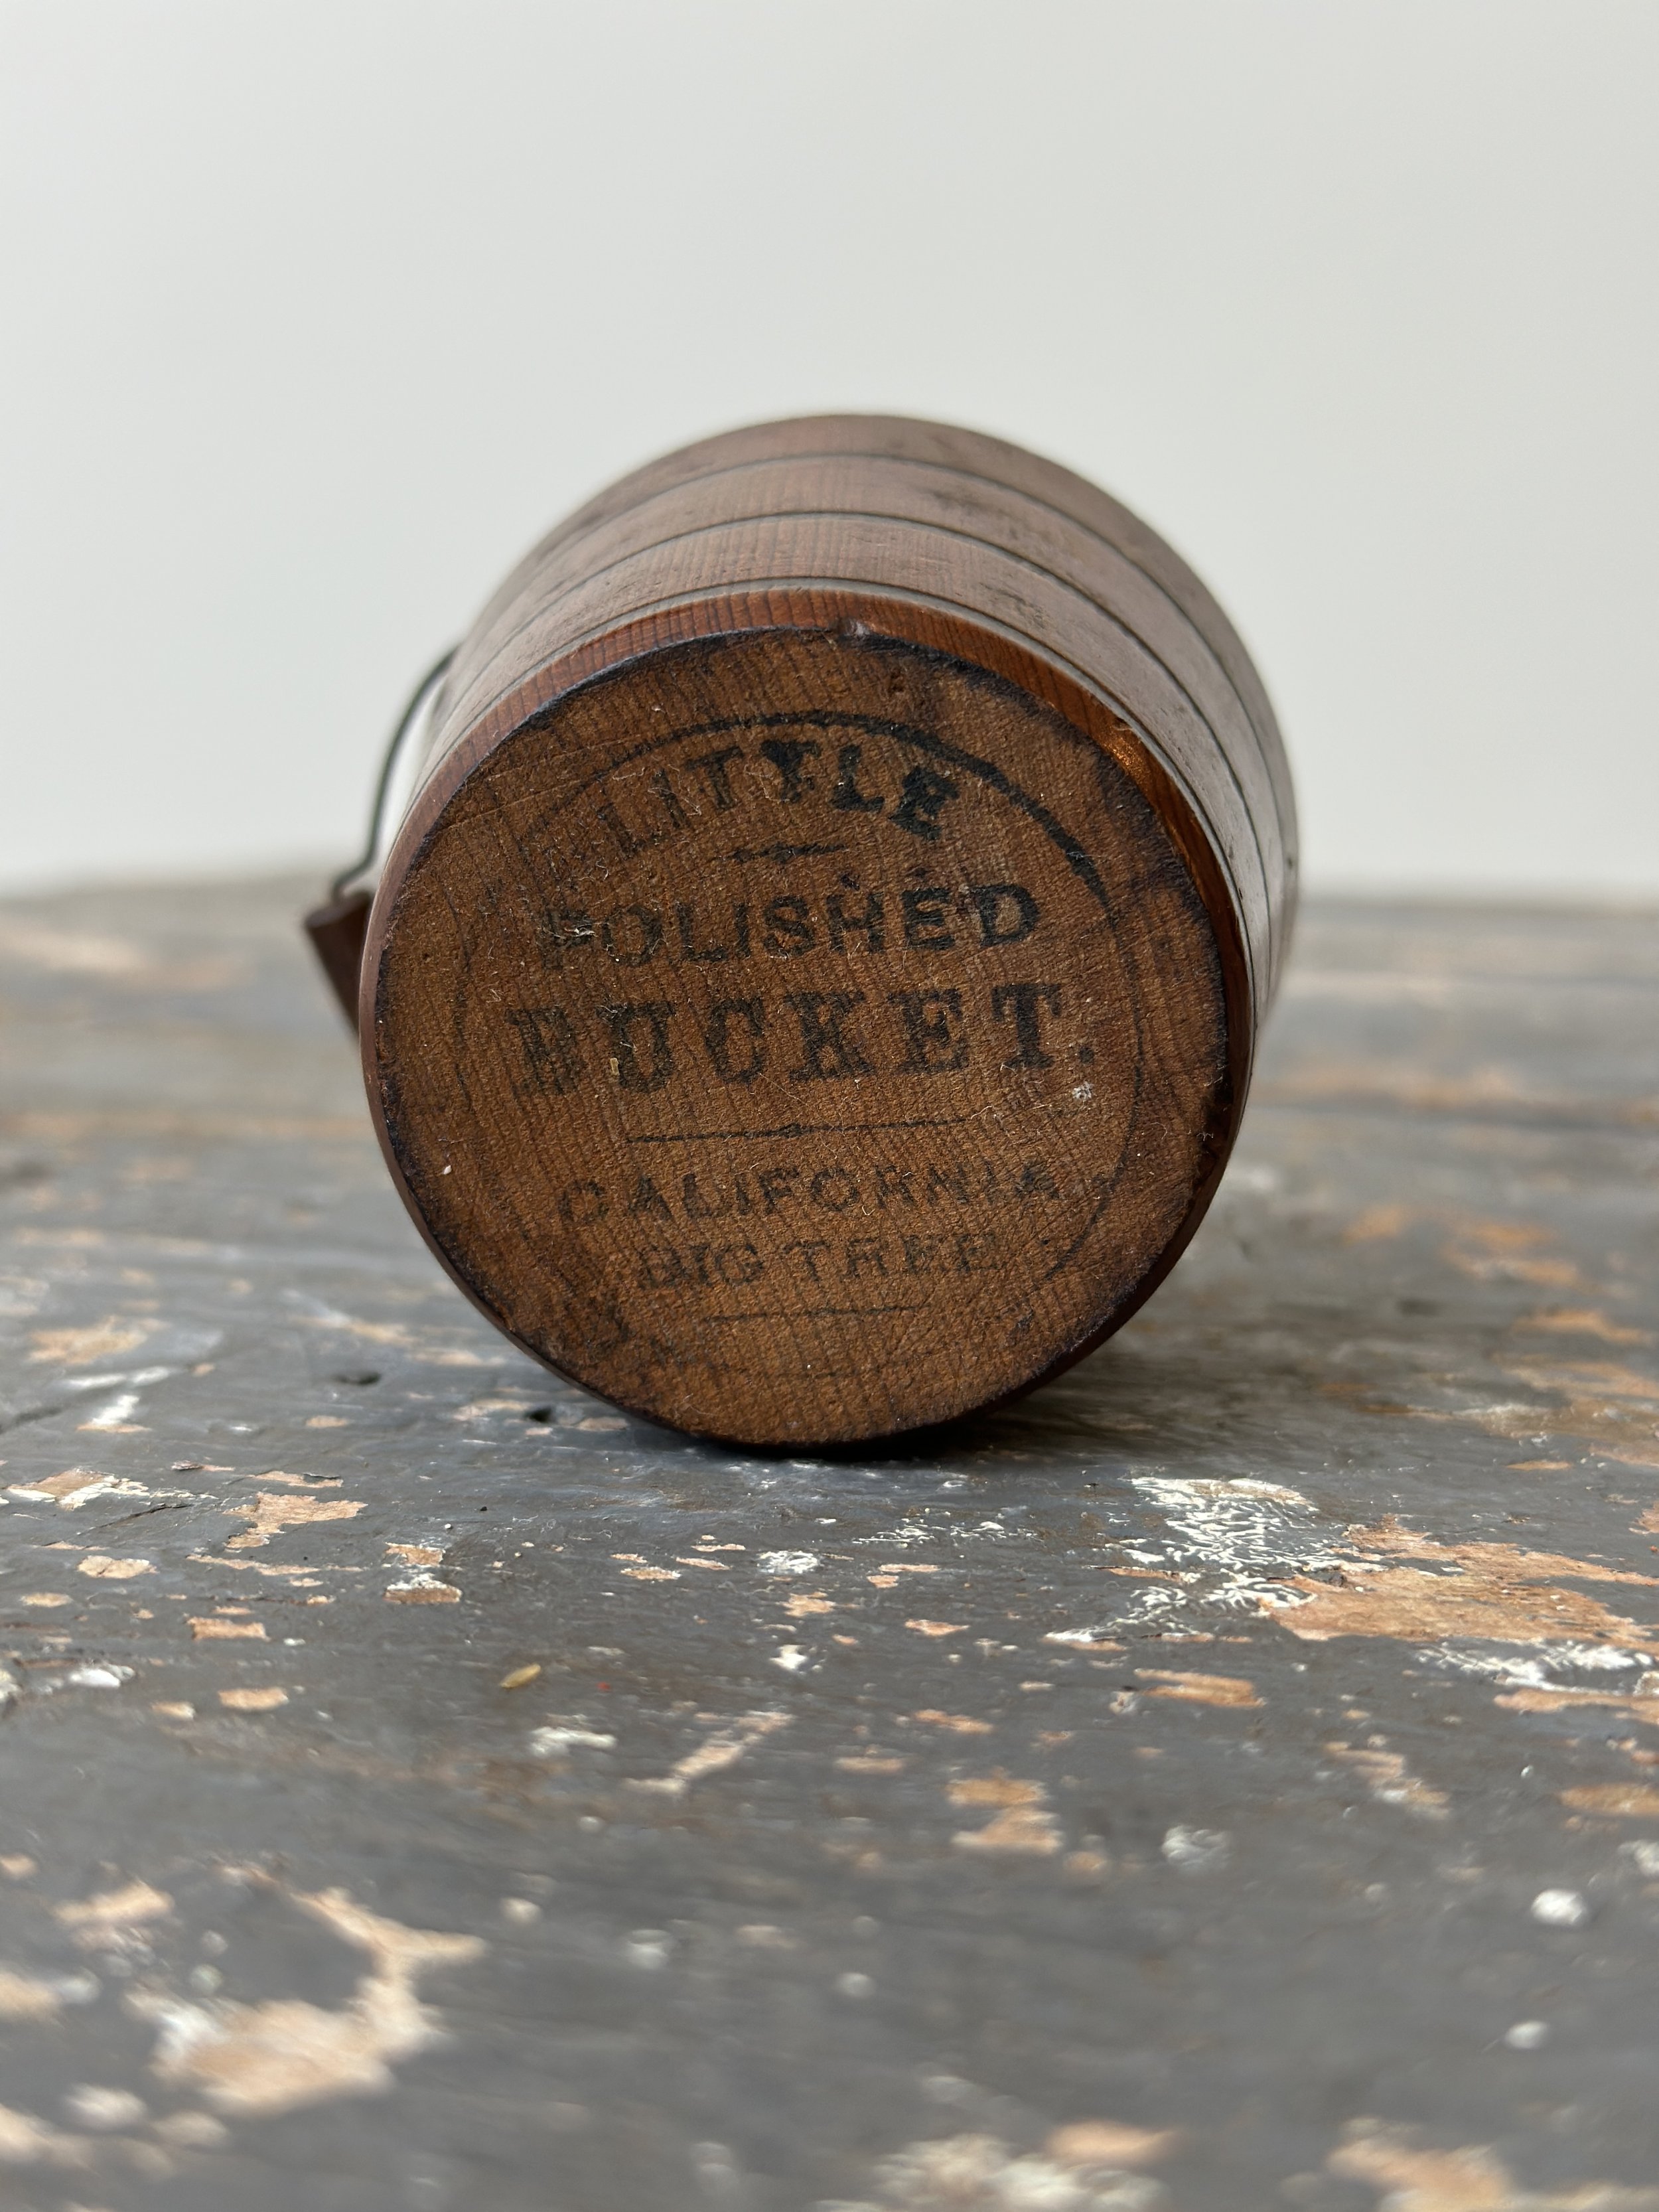 LITTLE
POLISHED
BUCKET.
CALIFORNIA
BIG TREE